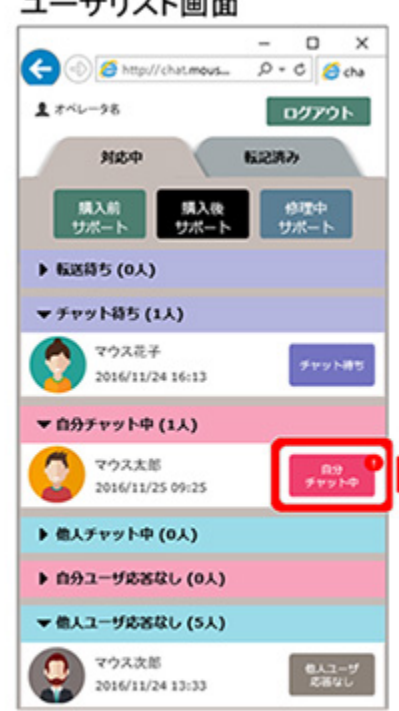 ユーザリスト画面
http://chat.mous...
cha
オペレータ名
ログアウト
対応中
転記済み
購入前
サポート
購入後
サポート
修理中
サポート
転送待ち (0人)
チャット待ち (1人)
マウス花子
2016/11/24 16:13
チャット待ち
自分チャット中 (1人)
マウス太郎
2016/11/25 09:25
自分
チャット中
!
他人チャット中 (0人)
自分ユーザ応答なし (0人)
他人ユーザ応答なし (5人)
マウス次郎
2016/11/24 13:33
他人ユーザ
応答なし